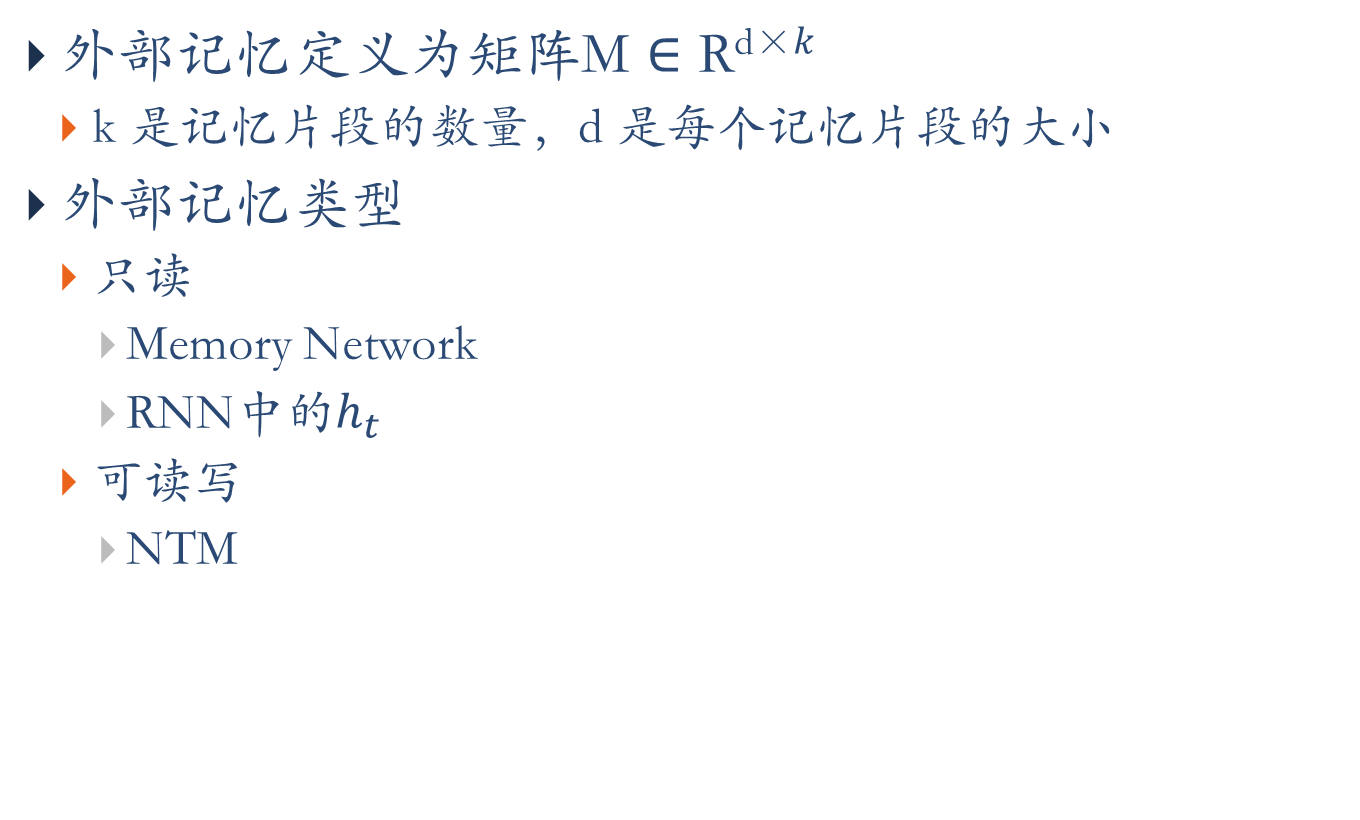 外部记忆定义为矩阵M ∈ R^{d×k}
k 是记忆片段的数量，d 是每个记忆片段的大小
外部记忆类型
只读
Memory Network
RNN中的h_t
可读写
NTM